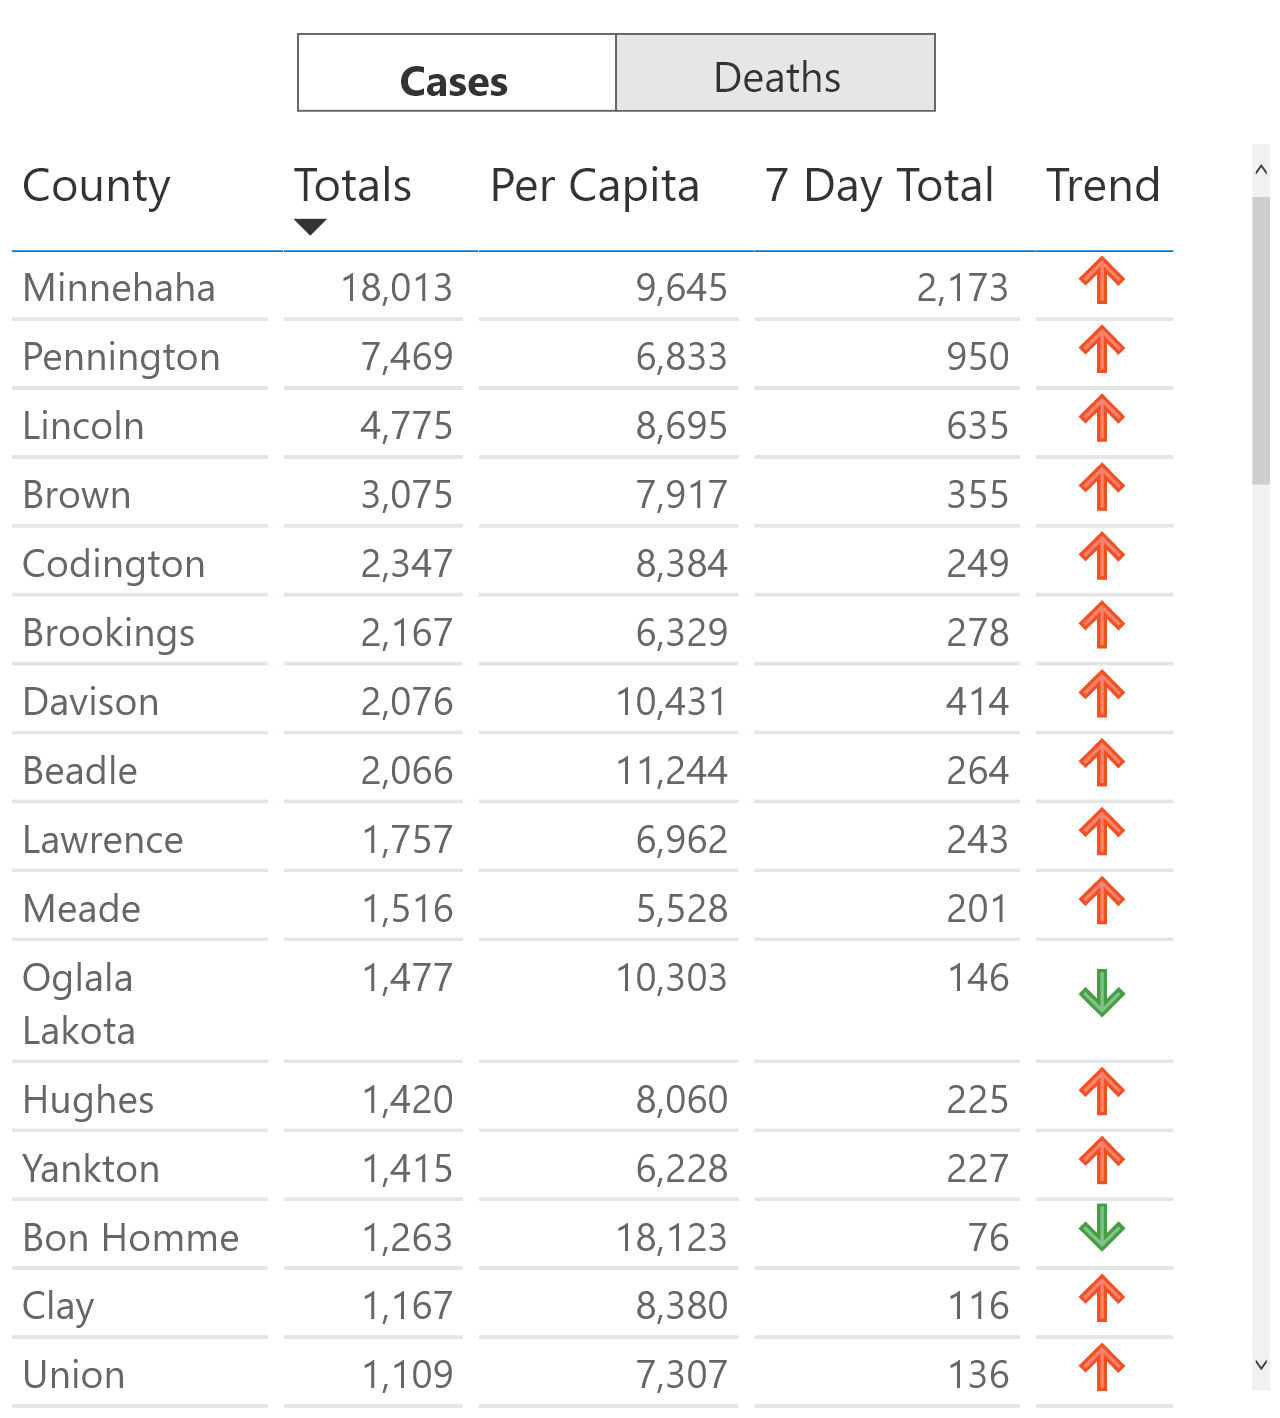 Cases Deaths
County Totals Per Capita 7 Day Total Trend
Minnehaha 18,013 9,645 2,173
Pennington 7,469 6,833 950
Lincoln 4,775 8,695 635
Brown 3,075 7,917 355
Codington 2,347 8,384 249
Brookings 2,167 6,329 278
Davison 2,076 10,431 414
Beadle 2,066 11,244 264
Lawrence 1,757 6,962 243
Meade 1,516 5,528 201
Oglala 1,477 10,303 146
Lakota
Hughes 1,420 8,060 225
Yankton 1,415 6,228 227
Bon Homme 1,263 18,123 76
Clay 1,167 8,380 116
Union 1,109 7,307 136